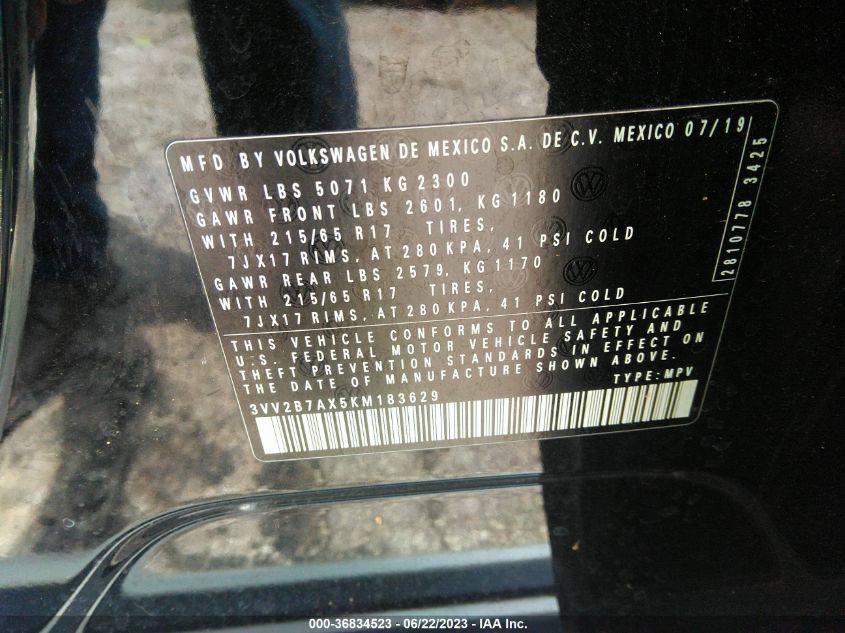 MFD BY VOLKSWAGEN DE MEXICO S.A. DE C.V. MEXICO 07/19
GVWR LBS 5071 KG 2300
GAWR FRONT LBS 2601, KG 1180
WITH 215/65 R17 TIRES,
7JX17 RIMS, AT 280 KPA, 41 PSI COLD
GAWR REAR LBS 2579, KG 1170
WITH 215/65 R17 TIRES,
7JX17 RIMS, AT 280 KPA, 41 PSI COLD
THIS VEHICLE CONFORMS TO ALL APPLICABLE
U.S. FEDERAL MOTOR VEHICLE SAFETY AND
THEFT PREVENTION STANDARDS IN EFFECT ON
THE DATE OF MANUFACTURE SHOWN ABOVE.
3VV2B7AX5KM183629 TYPE: MPV
2810778 3425
000-36834523 - 06/22/2023 - IAA Inc.